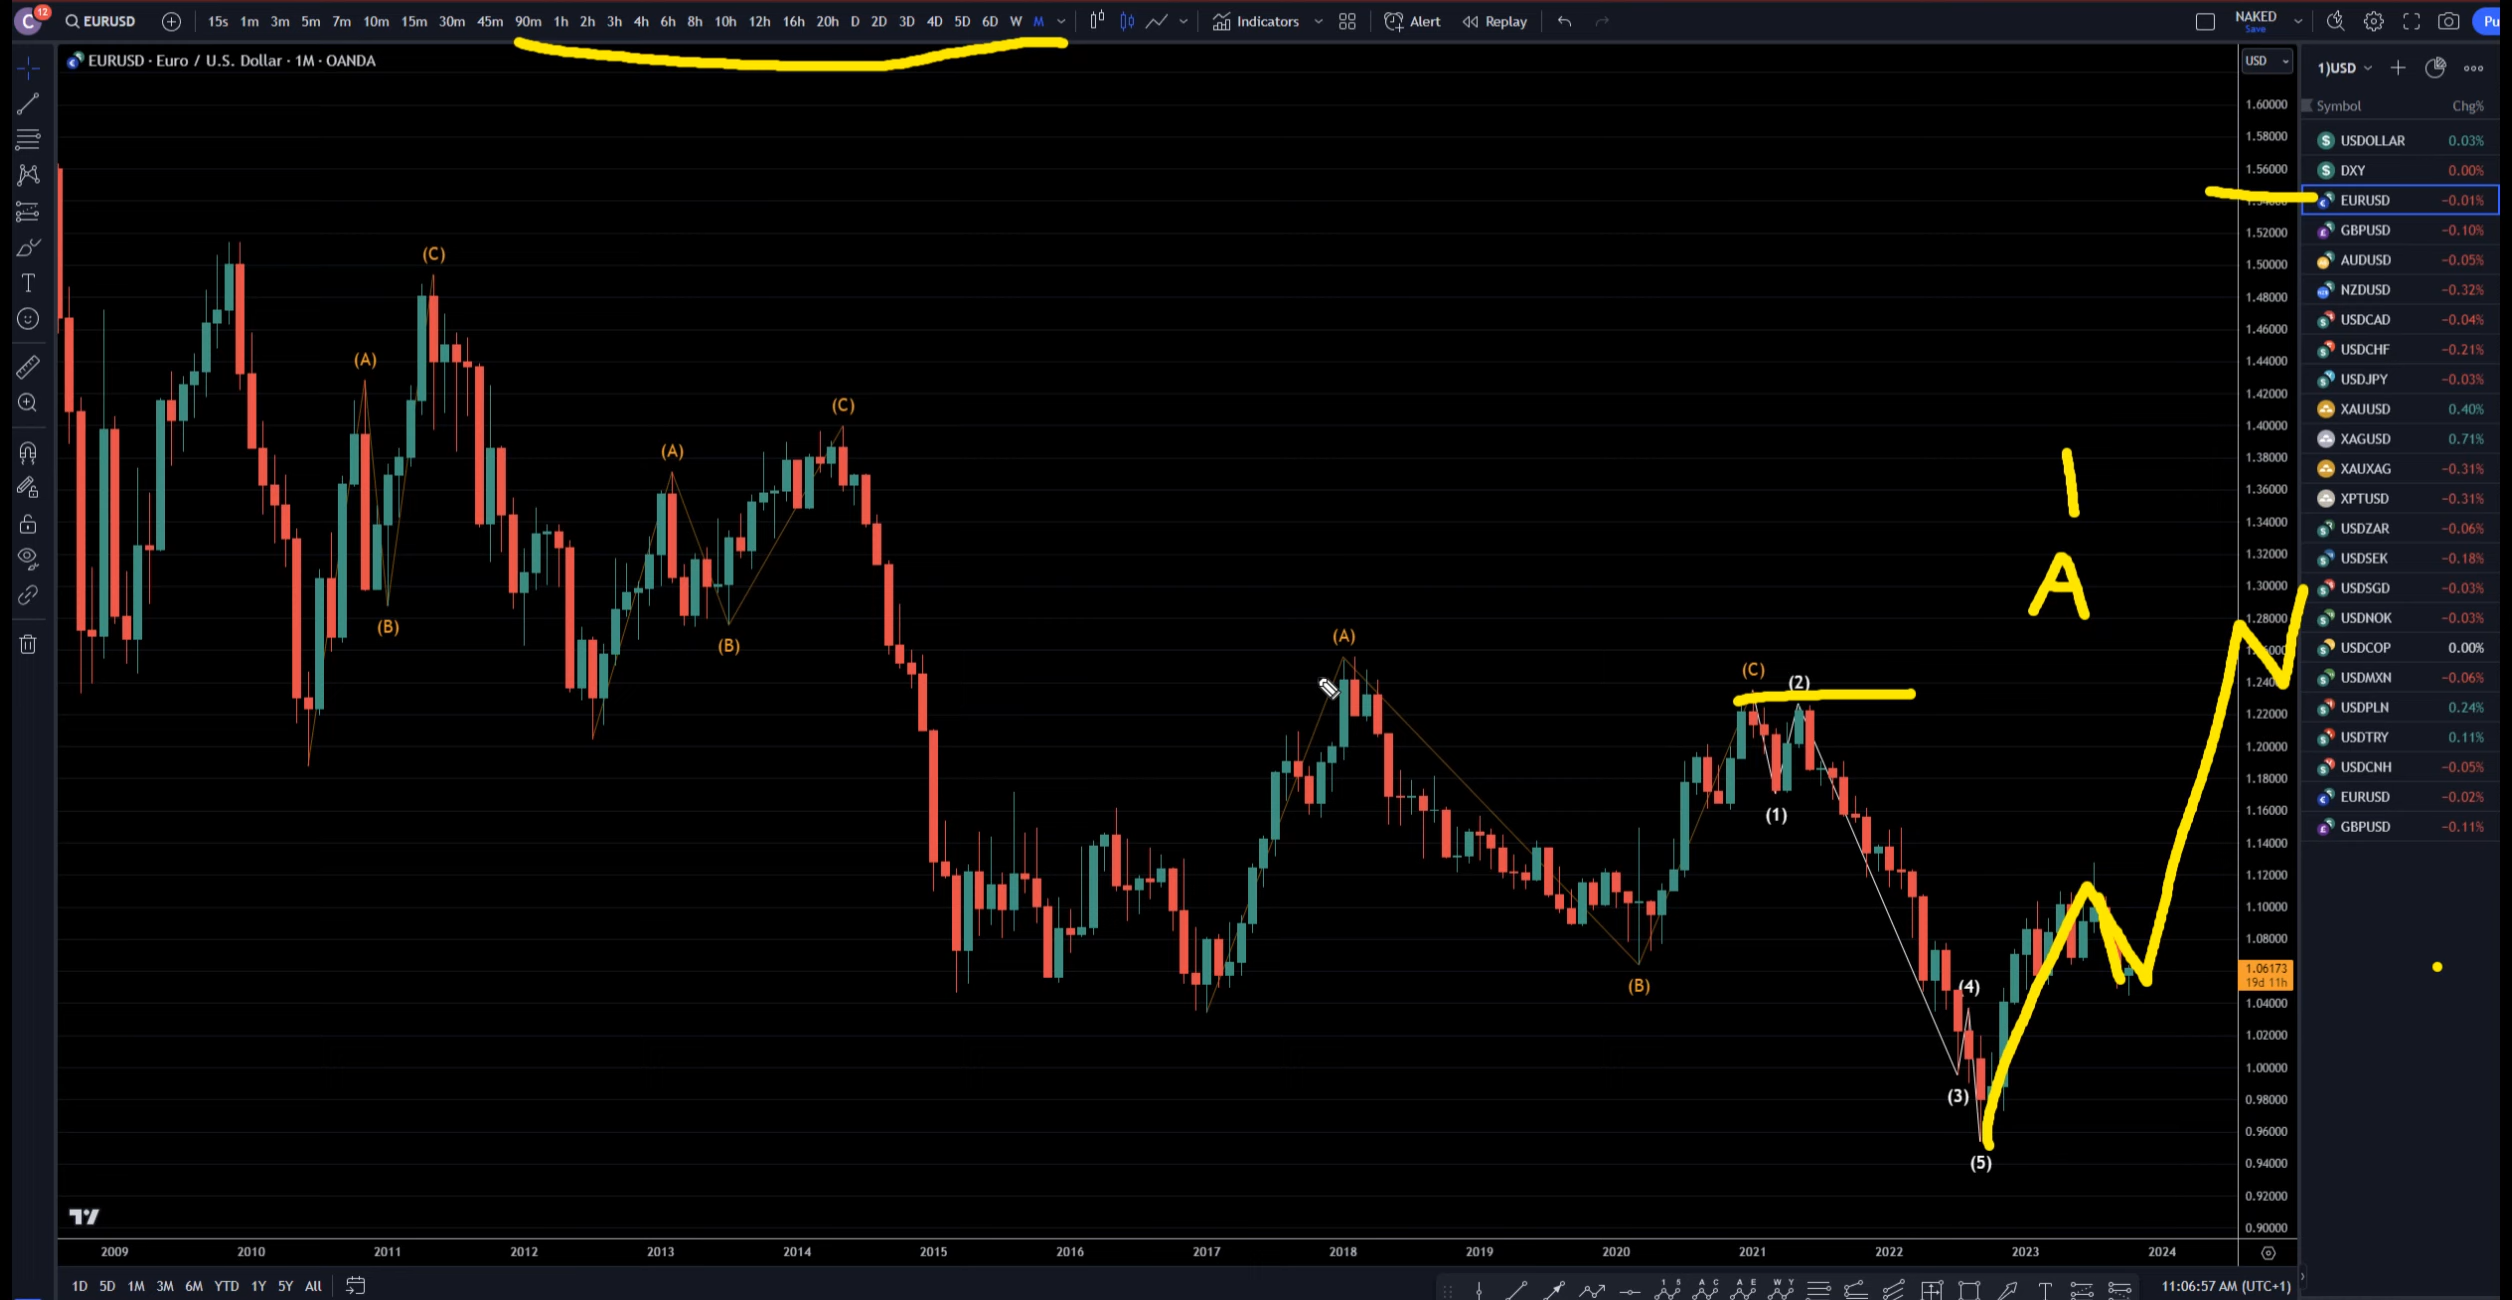 C 12 EURUSD 15s 1m 3m 5m 7m 10m 15m 30m 45m 90m 1h 2h 3h 4h 6h 8h 10h 12h 16h 20h D 2D 3D 4D 5D 6D W M Indicators Alert Replay NAKED Save Pu
EURUSD · Euro / U.S. Dollar · 1M · OANDA
USD
1)USD
Symbol Chg%
USDOLLAR 0.03%
DXY 0.00%
EURUSD −0.01%
GBPUSD −0.10%
AUDUSD −0.05%
NZDUSD −0.32%
USDCAD −0.04%
USDCHF −0.21%
USDJPY −0.03%
XAUUSD 0.40%
XAGUSD 0.71%
XAUXAG −0.31%
XPTUSD −0.31%
USDZAR −0.06%
USDSEK −0.18%
USDSGD −0.03%
USDNOK −0.03%
USDCOP 0.00%
USDMXN −0.06%
USDPLN 0.24%
USDTRY 0.11%
USDCNH −0.05%
EURUSD −0.02%
GBPUSD −0.11%
1.60000
1.58000
1.56000
1.52000
1.50000
1.48000
1.46000
1.44000
1.42000
1.40000
1.38000
1.36000
1.34000
1.32000
1.30000
1.28000
1.22000
1.20000
1.18000
1.16000
1.14000
1.12000
1.10000
1.08000
1.06173
19d 11h
1.04000
1.02000
1.00000
0.98000
0.96000
0.94000
0.92000
0.90000
(C)
(A)
(B)
(C)
(A)
(B)
(A)
(B)
(C)
(2)
(1)
(4)
(3)
(5)
1
A
2009 2010 2011 2012 2013 2014 2015 2016 2017 2018 2019 2020 2021 2022 2023 2024
1D 5D 1M 3M 6M YTD 1Y 5Y All
11:06:57 AM (UTC+1)